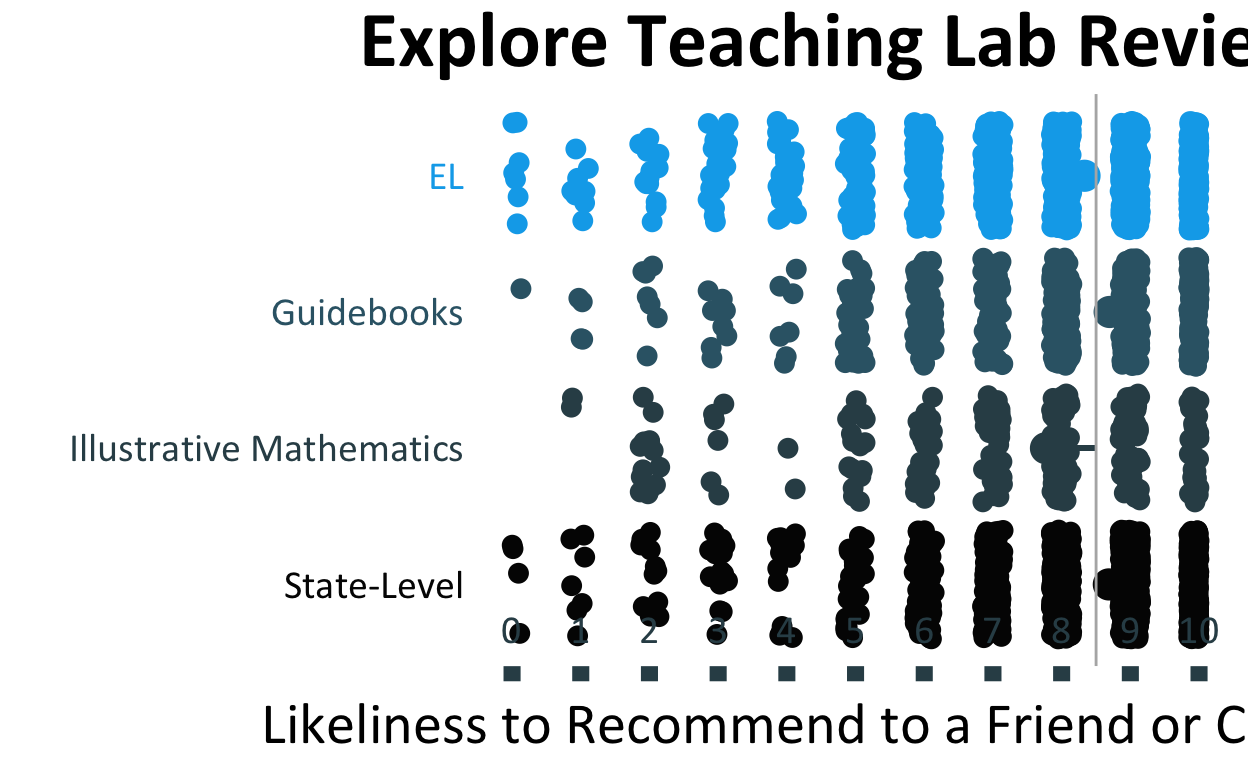 Explore Teaching Lab Revie
EL
Guidebooks
Illustrative Mathematics
State-Level
0 1 2 3 4 5 6 7 8 9 10
Likeliness to Recommend to a Friend or C